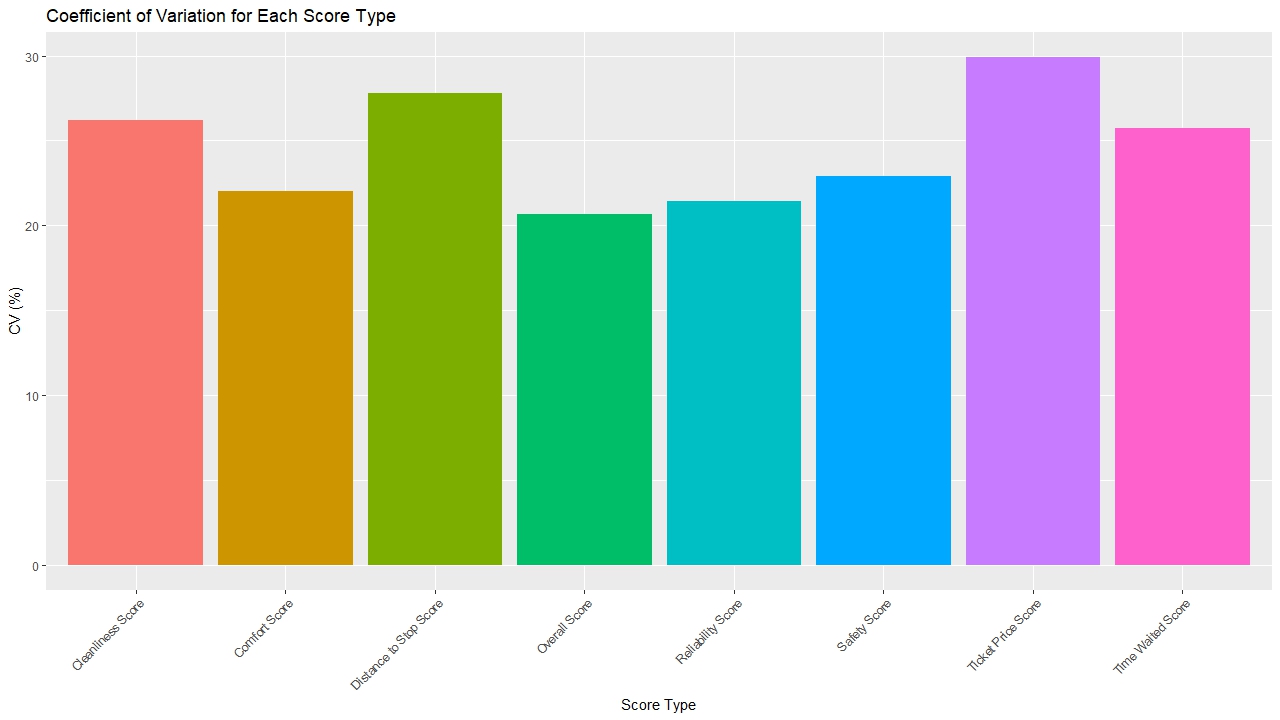 Coefficient of Variation for Each Score Type
30
20
10
0
CV (%)
Cleanliness Score
Comfort Score
Distance to Stop Score
Overall Score
Reliability Score
Safety Score
Ticket Price Score
Time Waited Score
Score Type